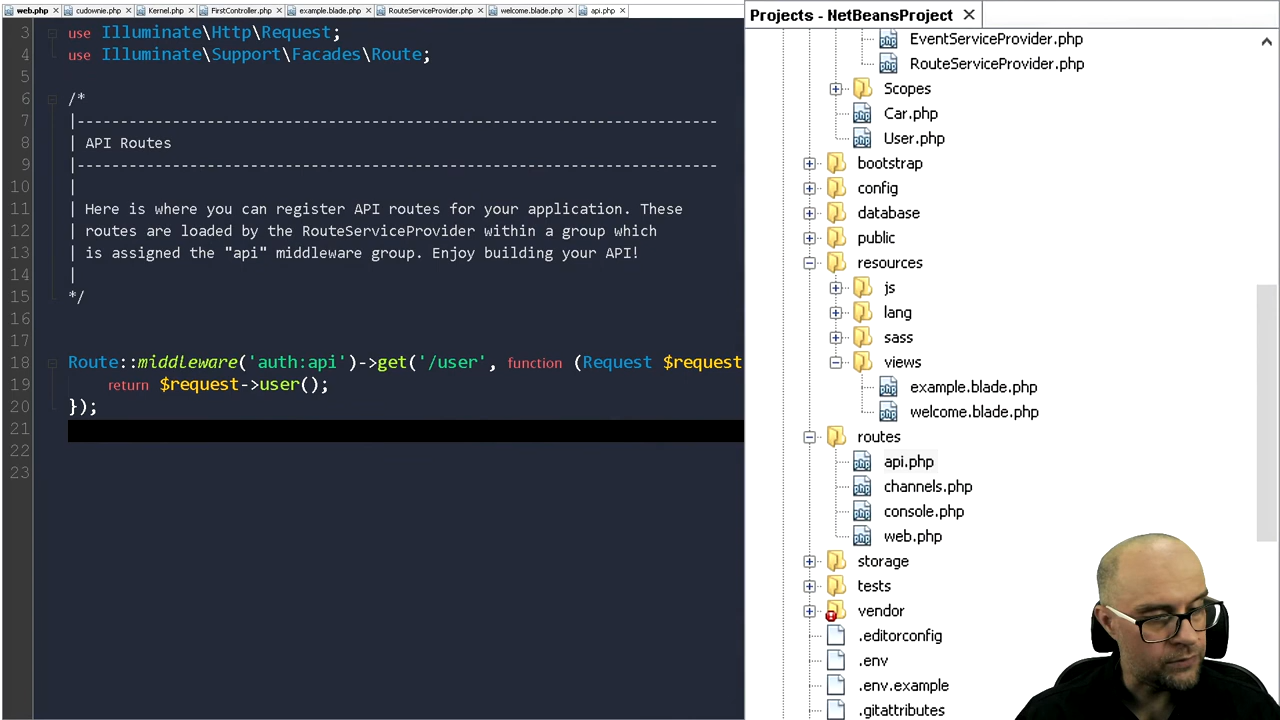 web.php
cudownie.php
Kernel.php
FirstController.php
example.blade.php
RouteServiceProvider.php
welcome.blade.php
api.php
3 use Illuminate\Http\Request;
4 use Illuminate\Support\Facades\Route;
5
6 /*
7 |--------------------------------------------------------------------------
8 | API Routes
9 |--------------------------------------------------------------------------
10 |
11 | Here is where you can register API routes for your application. These
12 | routes are loaded by the RouteServiceProvider within a group which
13 | is assigned the "api" middleware group. Enjoy building your API!
14 |
15 */
16
17
18 Route::middleware('auth:api')->get('/user', function (Request $request
19 return $request->user();
20 });
21
22
23
Projects - NetBeansProject
EventServiceProvider.php
RouteServiceProvider.php
Scopes
Car.php
User.php
bootstrap
config
database
public
resources
js
lang
sass
views
example.blade.php
welcome.blade.php
routes
api.php
channels.php
console.php
web.php
storage
tests
vendor
.editorconfig
.env
.env.example
.gitattributes